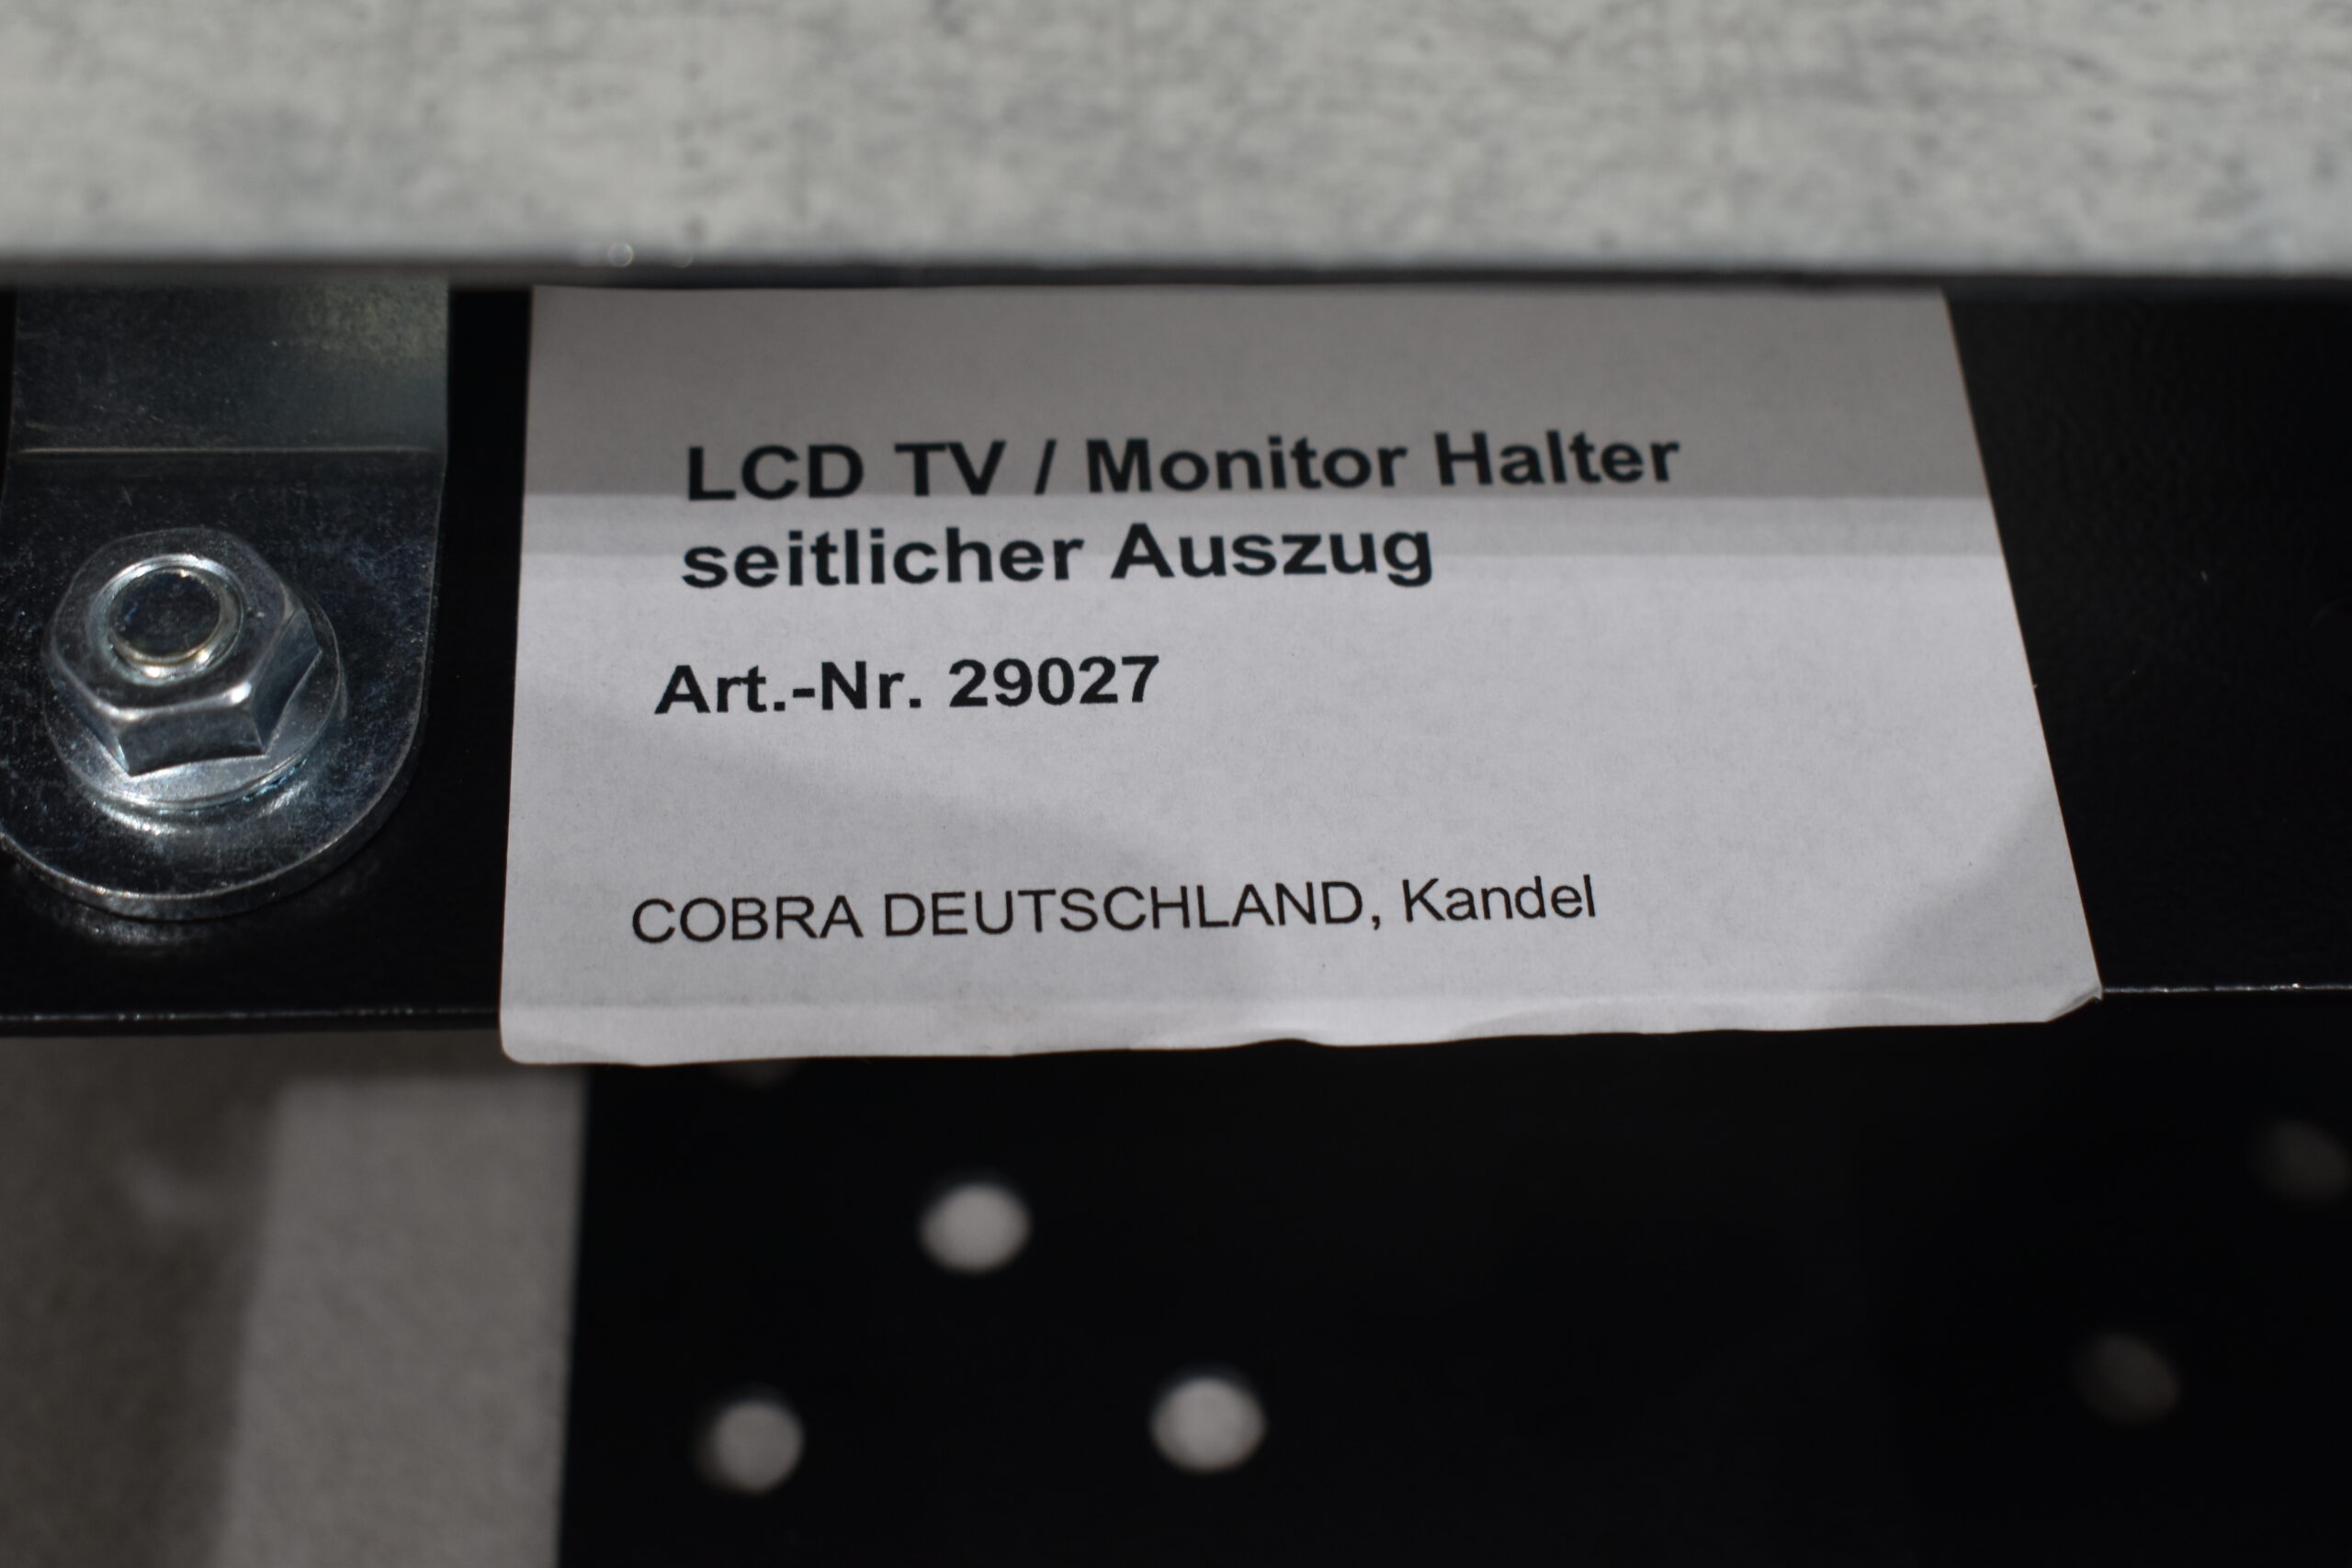 LCD TV / Monitor Halter
seitlicher Auszug
Art.-Nr. 29027
COBRA DEUTSCHLAND, Kandel